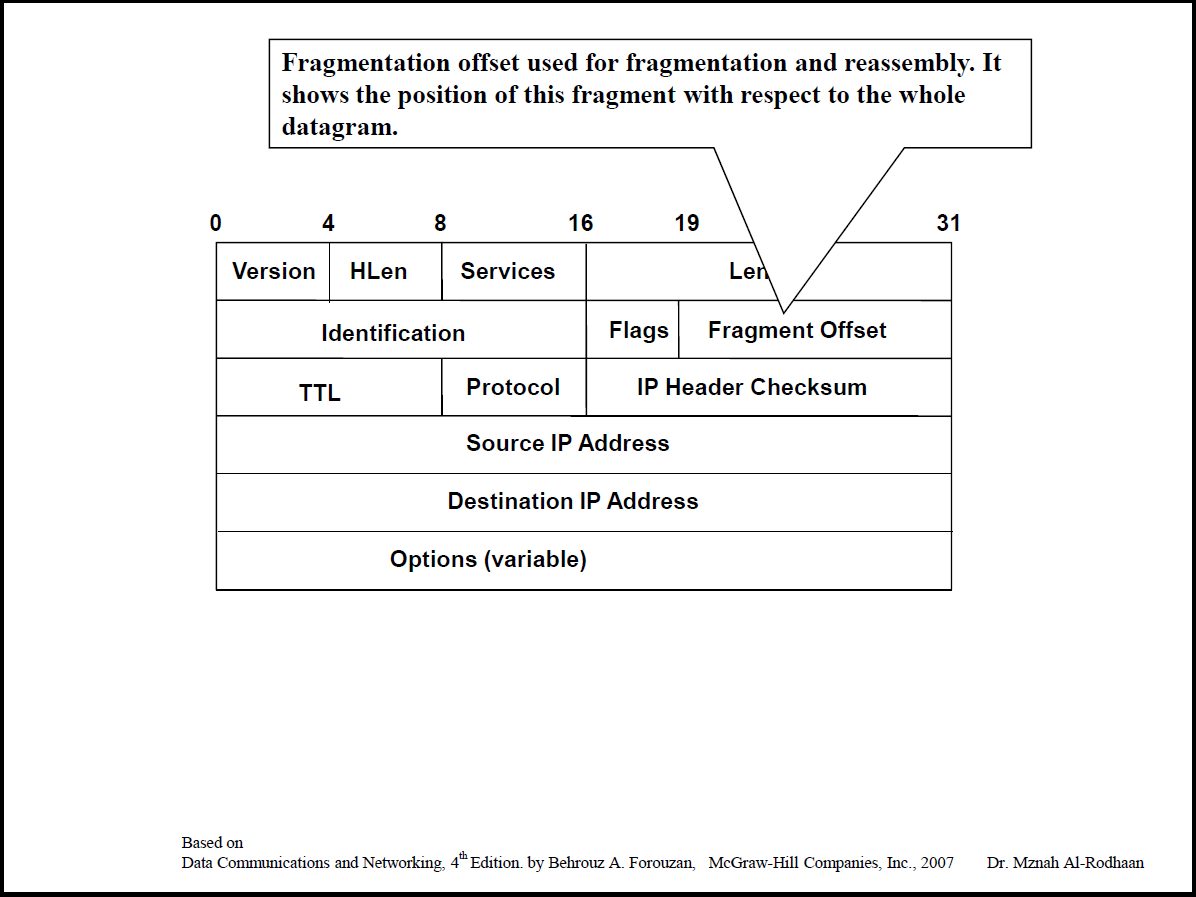 Fragmentation offset used for fragmentation and reassembly. It
shows the position of this fragment with respect to the whole
datagram.
0 4 8 16 19 31
Version HLen Services Len
Identification Flags Fragment Offset
TTL Protocol IP Header Checksum
Source IP Address
Destination IP Address
Options (variable)
Based on
Data Communications and Networking, 4th Edition. by Behrouz A. Forouzan, McGraw-Hill Companies, Inc., 2007 Dr. Mznah Al-Rodhaan